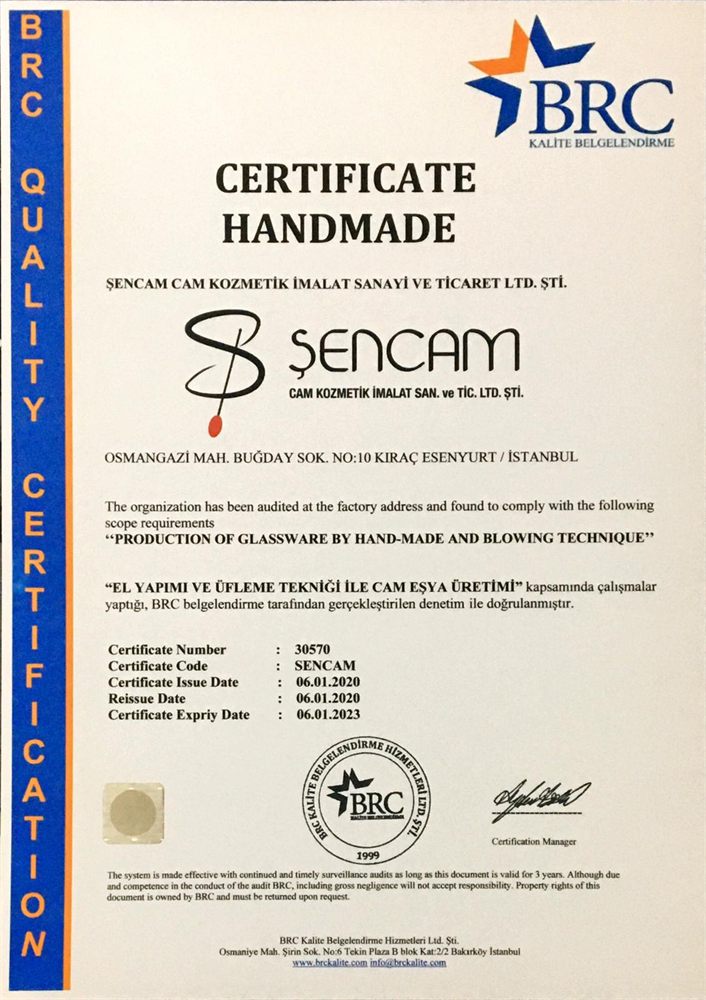 BRC QUALITY CERTIFICATION
BRC
KALİTE BELGELENDİRME
CERTIFICATE
HANDMADE
ŞENCAM CAM KOZMETİK İMALAT SANAYİ VE TİCARET LTD. ŞTİ.
ŞENCAM
CAM KOZMETİK İMALAT SAN. ve TİC. LTD. ŞTİ.
OSMANGAZİ MAH. BUĞDAY SOK. NO:10 KIRAÇ ESENYURT / İSTANBUL
The organization has been audited at the factory address and found to comply with the following
scope requirements
‘‘PRODUCTION OF GLASSWARE BY HAND-MADE AND BLOWING TECHNIQUE’’
“EL YAPIMI VE ÜFLEME TEKNİĞİ İLE CAM EŞYA ÜRETİMİ” kapsamında çalışmalar
yaptığı, BRC belgelendirme tarafından gerçekleştirilen denetim ile doğrulanmıştır.
Certificate Number : 30570
Certificate Code : SENCAM
Certificate Issue Date : 06.01.2020
Reissue Date : 06.01.2020
Certificate Expriy Date : 06.01.2023
BRC KALİTE BELGELENDİRME HİZMETLERİ LTD. ŞTİ.
BRC
KALİTE BELGELENDİRME
1999
Certification Manager
The system is made effective with continued and timely surveillance audits as long as this document is valid for 3 years. Although due
and competence in the conduct of the audit BRC, including gross negligence will not accept responsibility. Property rights of this
document is owned by BRC and must be returned upon request.
BRC Kalite Belgelendirme Hizmetleri Ltd. Şti.
Osmaniye Mah. Şirin Sok. No:6 Tekin Plaza B blok Kat:2/2 Bakırköy İstanbul
www.brckalite.com info@brckalite.com